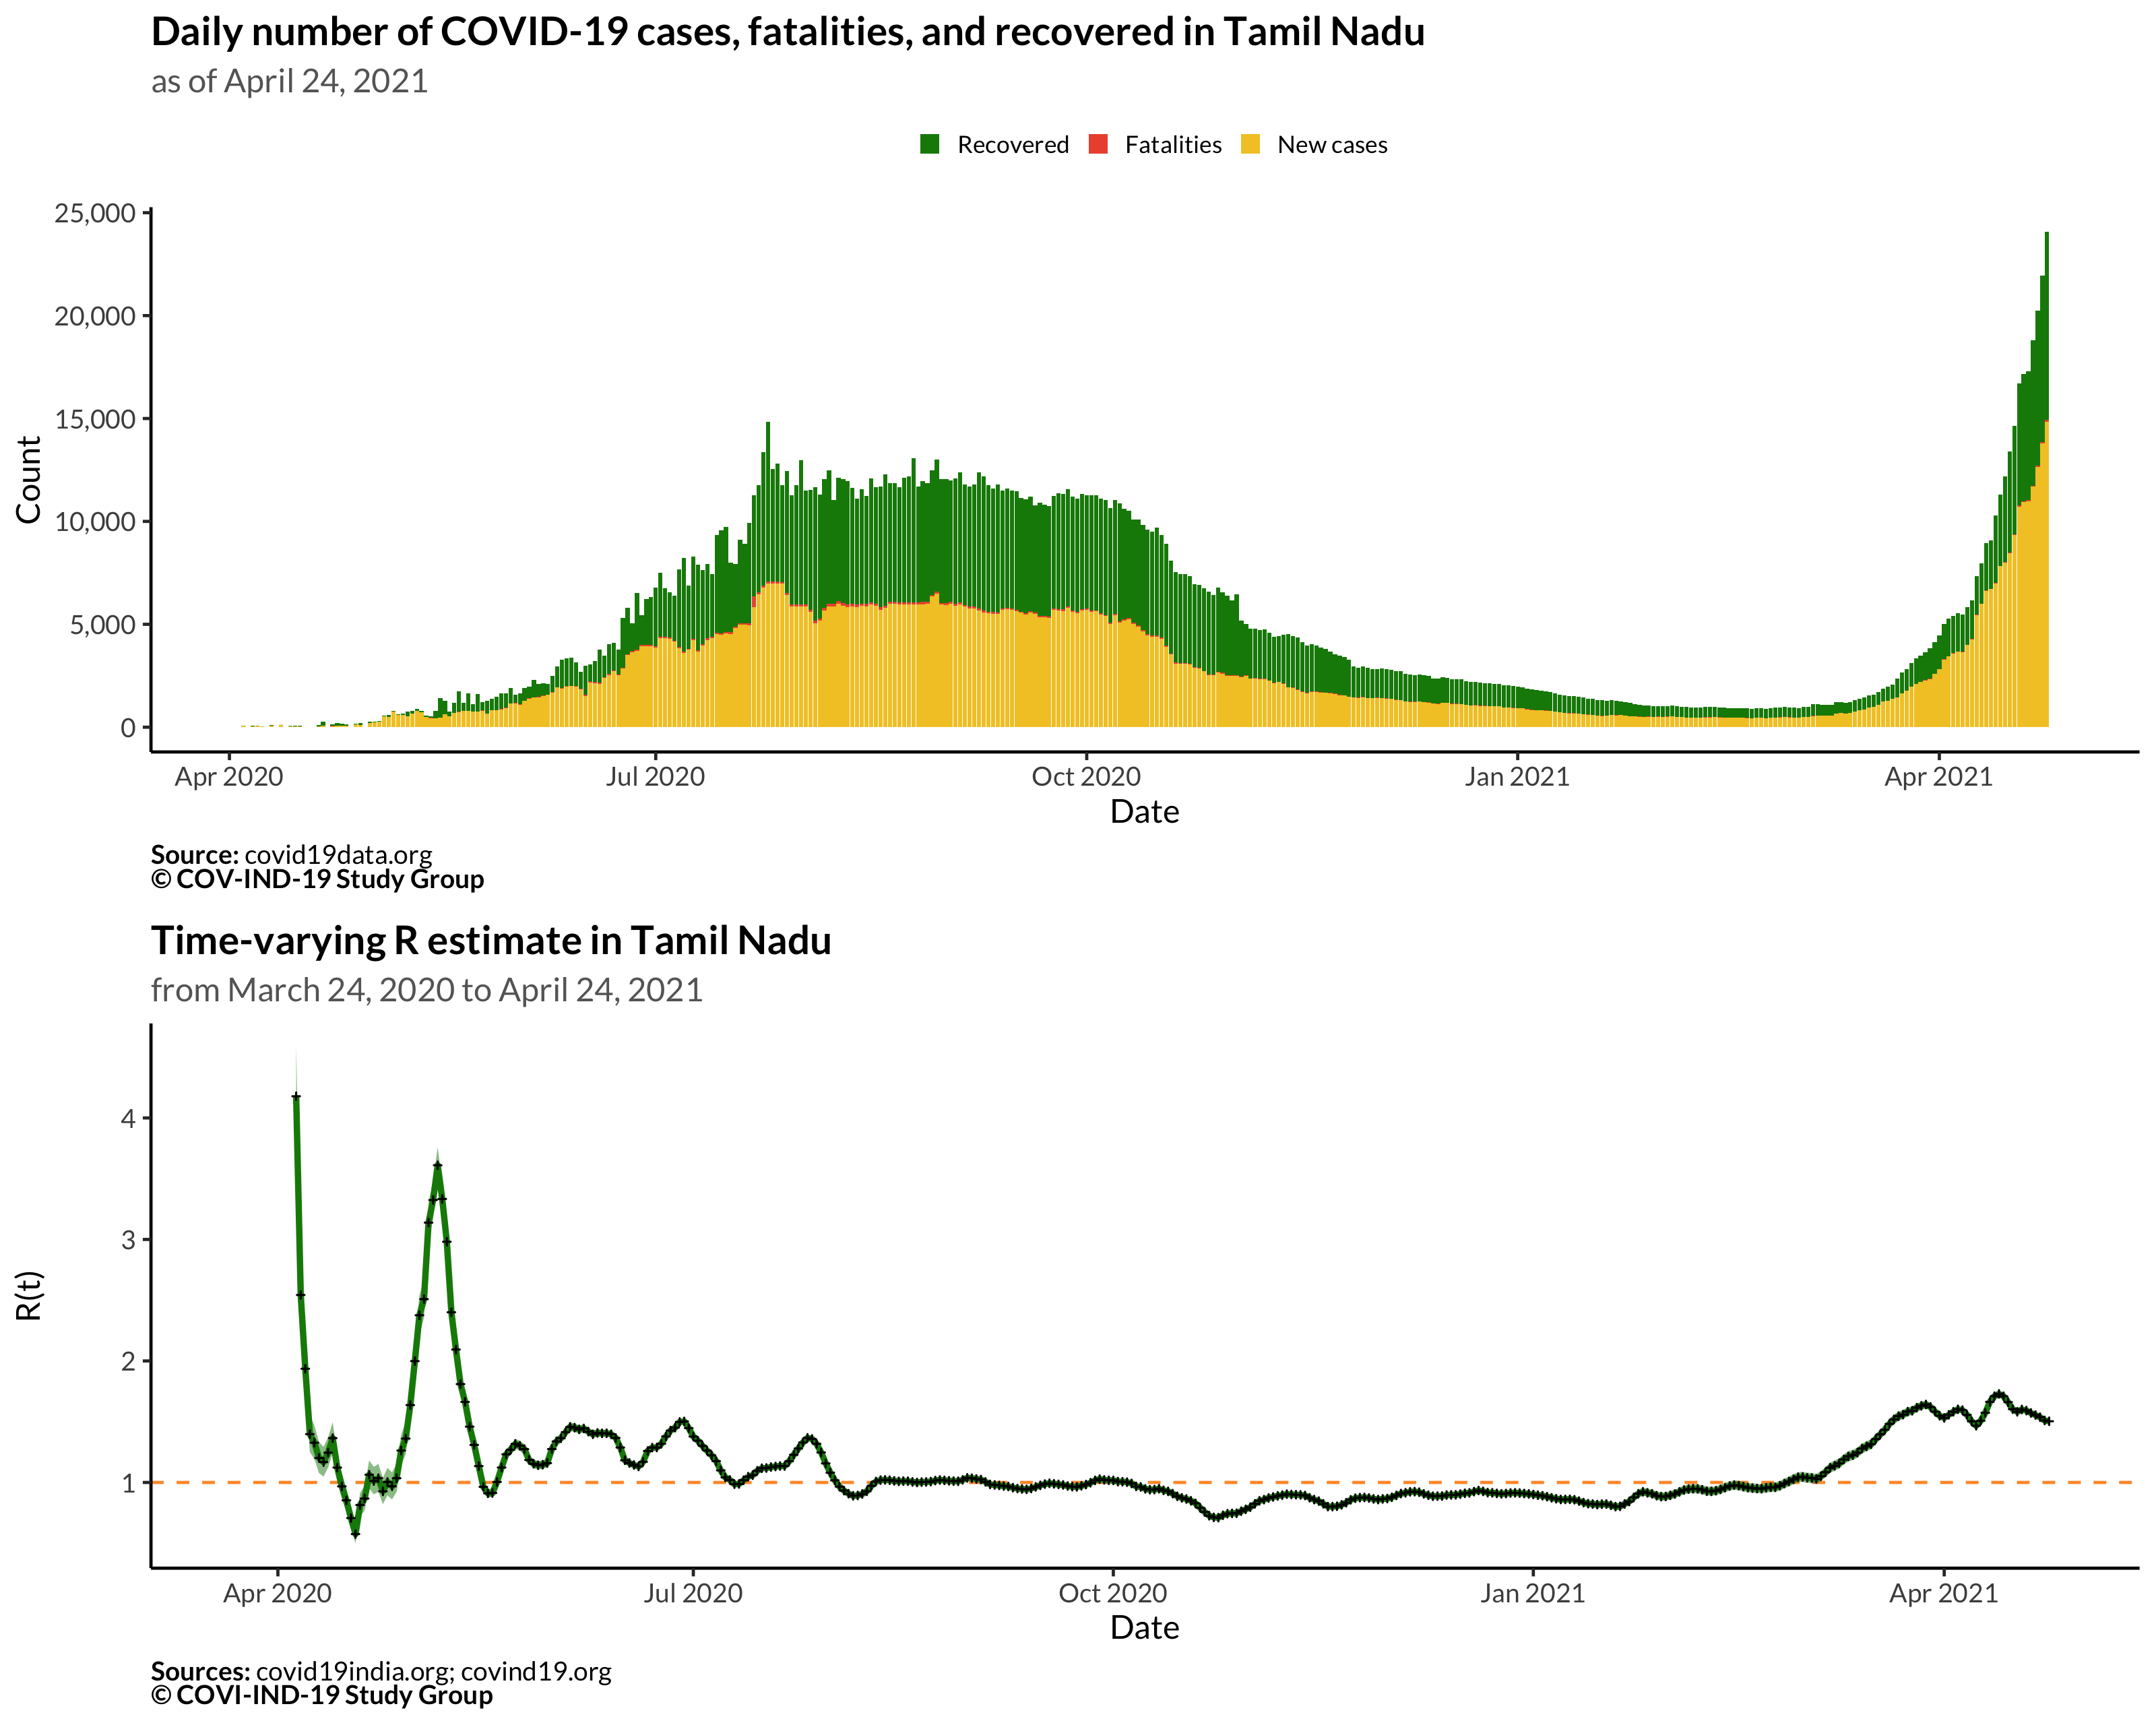 Daily number of COVID-19 cases, fatalities, and recovered in Tamil Nadu
as of April 24, 2021
Recovered Fatalities New cases
25,000
20,000
15,000
10,000
5,000
0
Count
Apr 2020 Jul 2020 Oct 2020 Jan 2021 Apr 2021
Date
Source: covid19data.org
© COV-IND-19 Study Group
Time-varying R estimate in Tamil Nadu
from March 24, 2020 to April 24, 2021
4
3
2
1
R(t)
Apr 2020 Jul 2020 Oct 2020 Jan 2021 Apr 2021
Date
Sources: covid19india.org; covind19.org
© COVI-IND-19 Study Group